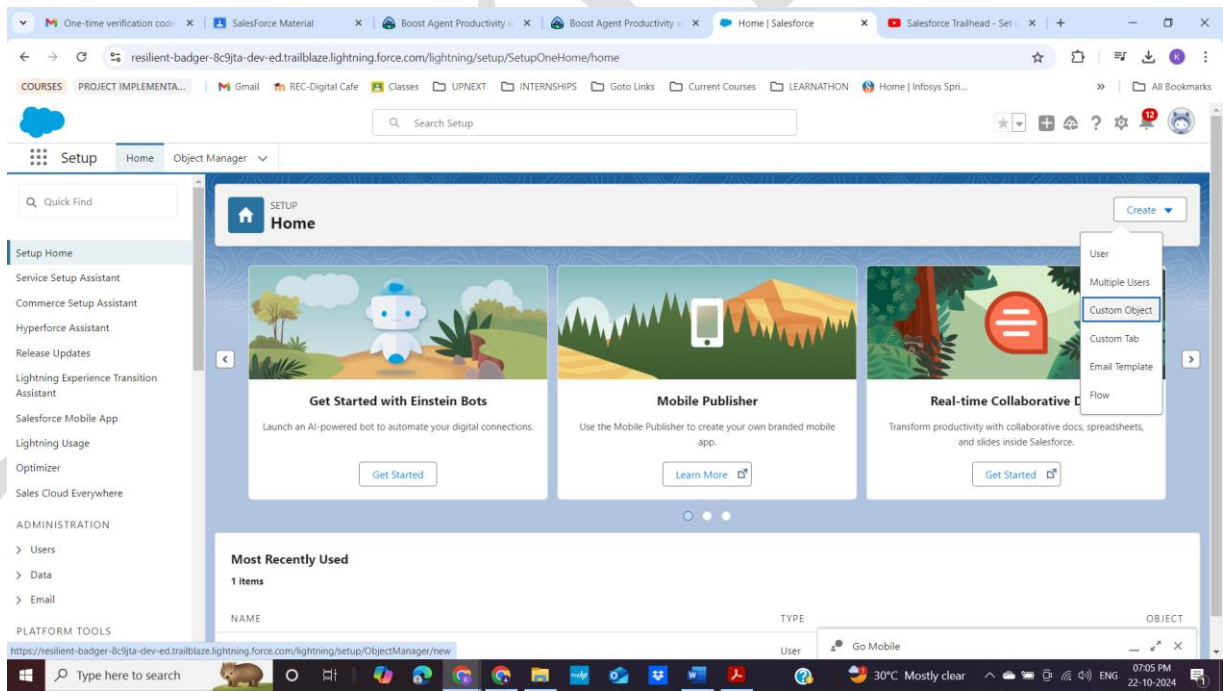 One-time verification code
SalesForce Material
Boost Agent Productivity w
Boost Agent Productivity w
Home | Salesforce
Salesforce Trailhead - Set U
resilient-badger-8c9jta-dev-ed.trailblaze.lightning.force.com/lightning/setup/SetupOneHome/home
K
COURSES PROJECT IMPLEMENTA... Gmail REC-Digital Cafe Classes UPNEXT INTERNSHIPS Goto Links Current Courses LEARNATHON Home | Infosys Spri... » All Bookmarks
Search Setup
12
Setup Home Object Manager
Quick Find
SETUP
Home
Create
User
Multiple Users
Custom Object
Custom Tab
Email Template
Flow
Setup Home
Service Setup Assistant
Commerce Setup Assistant
Hyperforce Assistant
Release Updates
Lightning Experience Transition
Assistant
Salesforce Mobile App
Lightning Usage
Optimizer
Sales Cloud Everywhere
ADMINISTRATION
Users
Data
Email
PLATFORM TOOLS
Get Started with Einstein Bots
Launch an AI-powered bot to automate your digital connections.
Get Started
Mobile Publisher
Use the Mobile Publisher to create your own branded mobile
app.
Learn More
Real-time Collaborative D
Transform productivity with collaborative docs, spreadsheets,
and slides inside Salesforce.
Get Started
Most Recently Used
1 items
NAME TYPE OBJECT
User
Go Mobile
https://resilient-badger-8c9jta-dev-ed.trailblaze.lightning.force.com/lightning/setup/ObjectManager/new
Type here to search
30°C Mostly clear
ENG
07:05 PM
22-10-2024